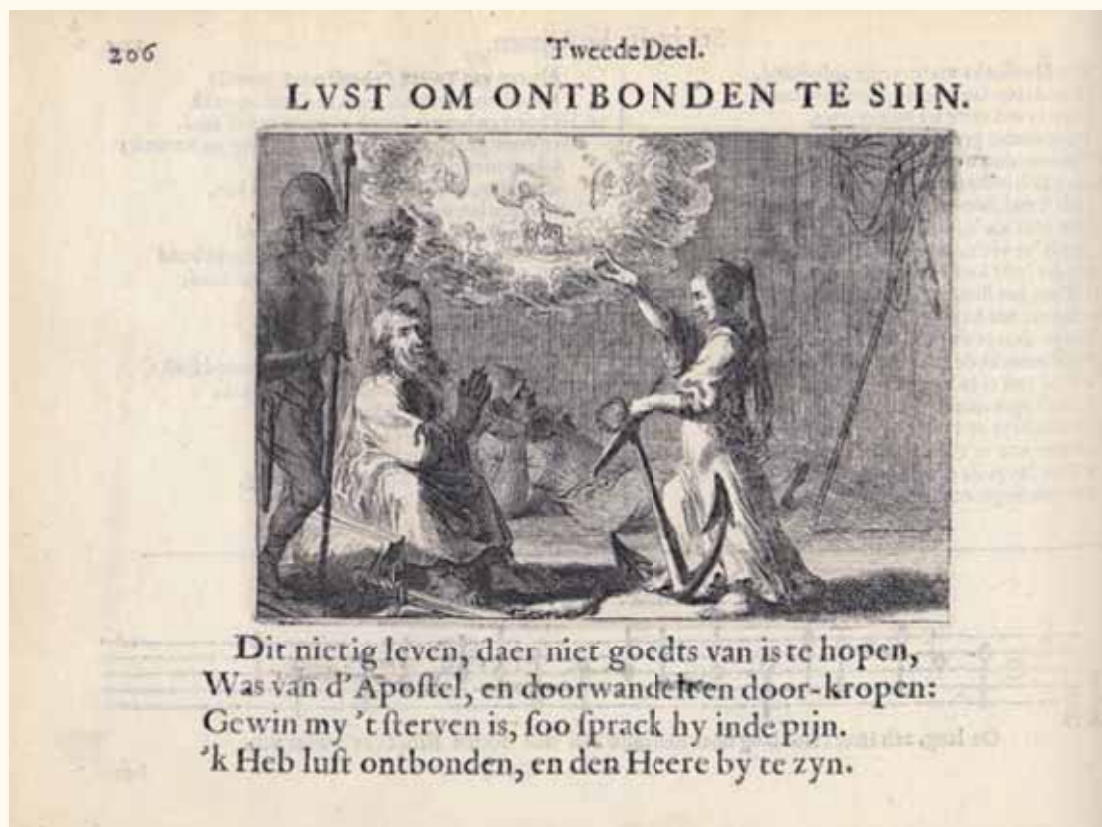 206
Tweede Deel.
LVST OM ONTBONDEN TE SIIN.
Dit nietig leven, daer niet goedts van is te hopen,
Was van d'Apostel, en doorwandelt en door-kropen:
Gewin my 't sterven is, soo sprack hy inde pijn.
'k Heb lust ontbonden, en den Heere by te zyn.